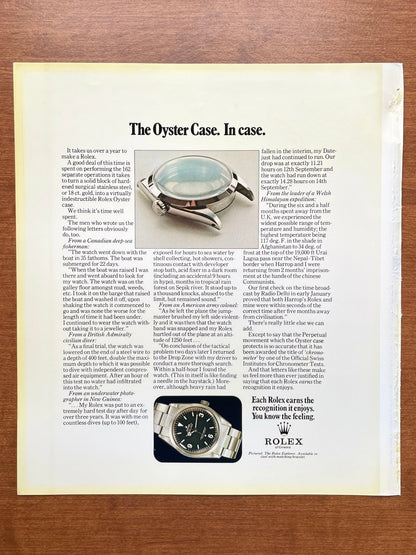 The Oyster Case. In case.
It takes us over a year to
make a Rolex.
A good deal of this time is
spent on performing the 162
separate operations it takes
to turn a solid block of hard-
ened surgical stainless steel,
or 18 ct. gold, into a virtually
indestructible Rolex Oyster
case.
We think it's time well
spent.
The men who wrote us the
following letters obviously
do, too.
From a Canadian deep-sea
fisherman:
"The watch went down with the
boat in 35 fathoms. The boat was
submerged for 22 days.
"When the boat was raised I was
there and went aboard to look for
my watch. The watch was on the
galley floor amongst mud, weeds,
etc. I took it on the barge that raised
the boat and washed it off, upon
shaking the watch it commenced to
go and was none the worse for the
length of time it had been under.
I continued to wear the watch with-
out taking it to a jeweller."
From a British Admiralty
civilian diver:
"As a final trial, the watch was
lowered on the end of a shot wire to
a depth of 400 feet, double the maxi-
mum depth to which it was possible
to dive with independent compres-
sed air equipment. After an hour of
this test no water had infiltrated
into the watch."
From an underwater photo-
grapher in New Guinea:
". . . My Rolex was put to an ex-
tremely hard test day after day for
over three years. It was with me on
countless dives (up to 100 feet),
exposed for hours to sea water by
shell collecting, hot showers, con-
tinuous contact with developer
stop bath, acid fixer in a dark room
(including an accidental 24 hours
in hypo), months in tropical rain
forest on Sepik river. It stood up to
a thousand knocks, abused to the
limit, but remained sound."
From an American army colonel:
"As he left the plane the jump-
master brushed my left side violent-
ly and it was then that the watch
band was snapped and my Rolex
hurtled out of the plane at an alti-
tude of 1250 feet . . .
"On conclusion of the tactical
problem two days later I returned
to the Drop Zone with my driver to
conduct a more thorough search.
Within a half-hour I found the
watch. (This in itself is like finding
a needle in the haystack.) More-
over, although heavy rain had
fallen in the interim, my Date-
just had continued to run. Our
drop was at exactly 11.21
hours on 12th September and
the watch had run down at
exactly 14.28 hours on 14th
September."
From the leader of a Welsh
Himalayan expedition:
"During the six and a half
months spent away from the
U.K. we experienced the
widest possible range of tem-
perature and humidity; the
highest temperature being
117 deg. F. in the shade in
Afghanistan to 34 deg. of
frost at the top of the 19,000 ft Urai
Lagna pass near the Nepal-Tibet
border when Harrop and I were
returning from 2 months' imprison-
ment at the hands of the Chinese
Communists.
Our first check on the time broad-
cast by Radio Delhi in early January
proved that both Harrop's Rolex and
mine were within seconds of the
correct time after five months away
from civilisation."
There's really little else we can
add.
Except to say that the Perpetual
movement which the Oyster case
protects is so accurate that it has
been awarded the title of 'chrono-
meter' by one of the Official Swiss
Institutes for Chronometer Tests.
And that letters like these make
us feel more than ever justified in
saying that each Rolex earns the
recognition it enjoys.
Each Rolex earns the
recognition it enjoys.
You know the feeling.
ROLEX
of Geneva
Pictured: The Rolex Explorer. Available in
steel with matching bracelet.